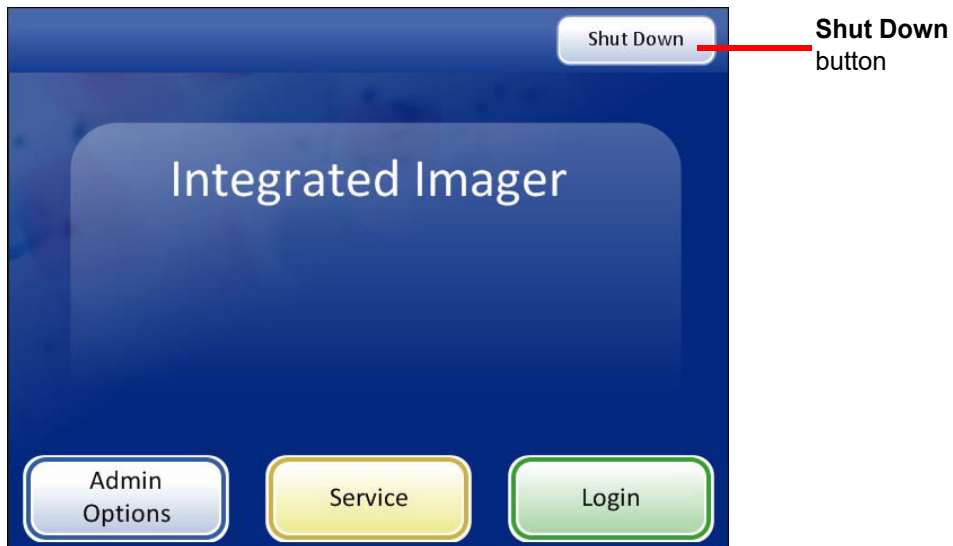 Shut Down
Shut Down
button
Integrated Imager
Admin
Options
Service
Login